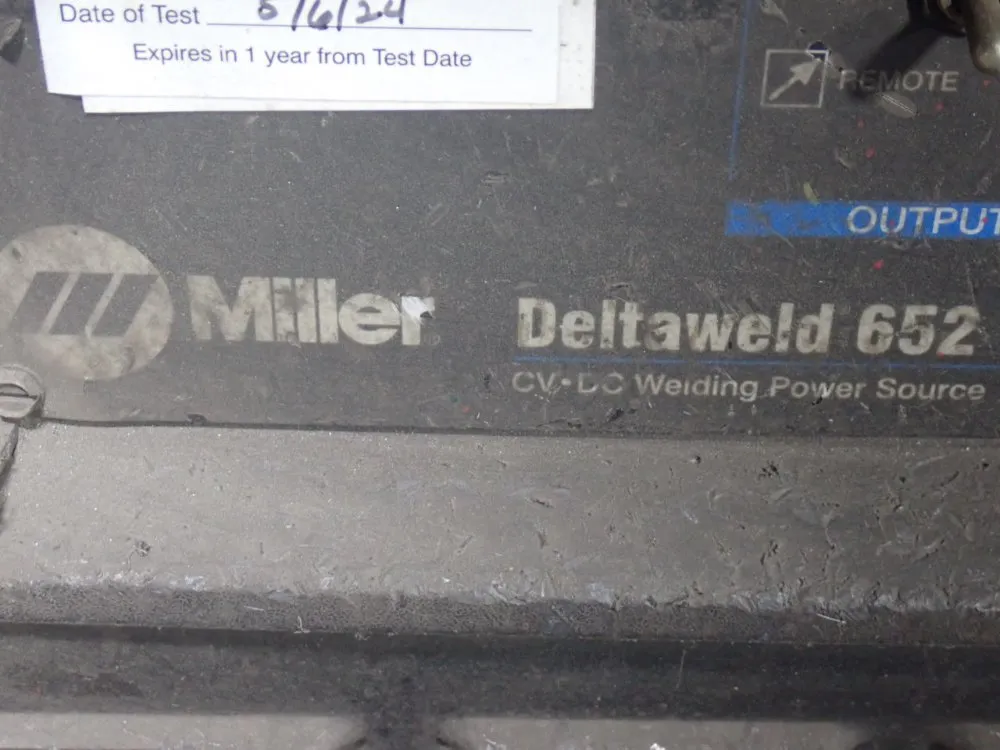 Date of Test 5/6/24
Expires in 1 year from Test Date
REMOTE
OUTPUT
Miller
Deltaweld 652
CV•DC Welding Power Source